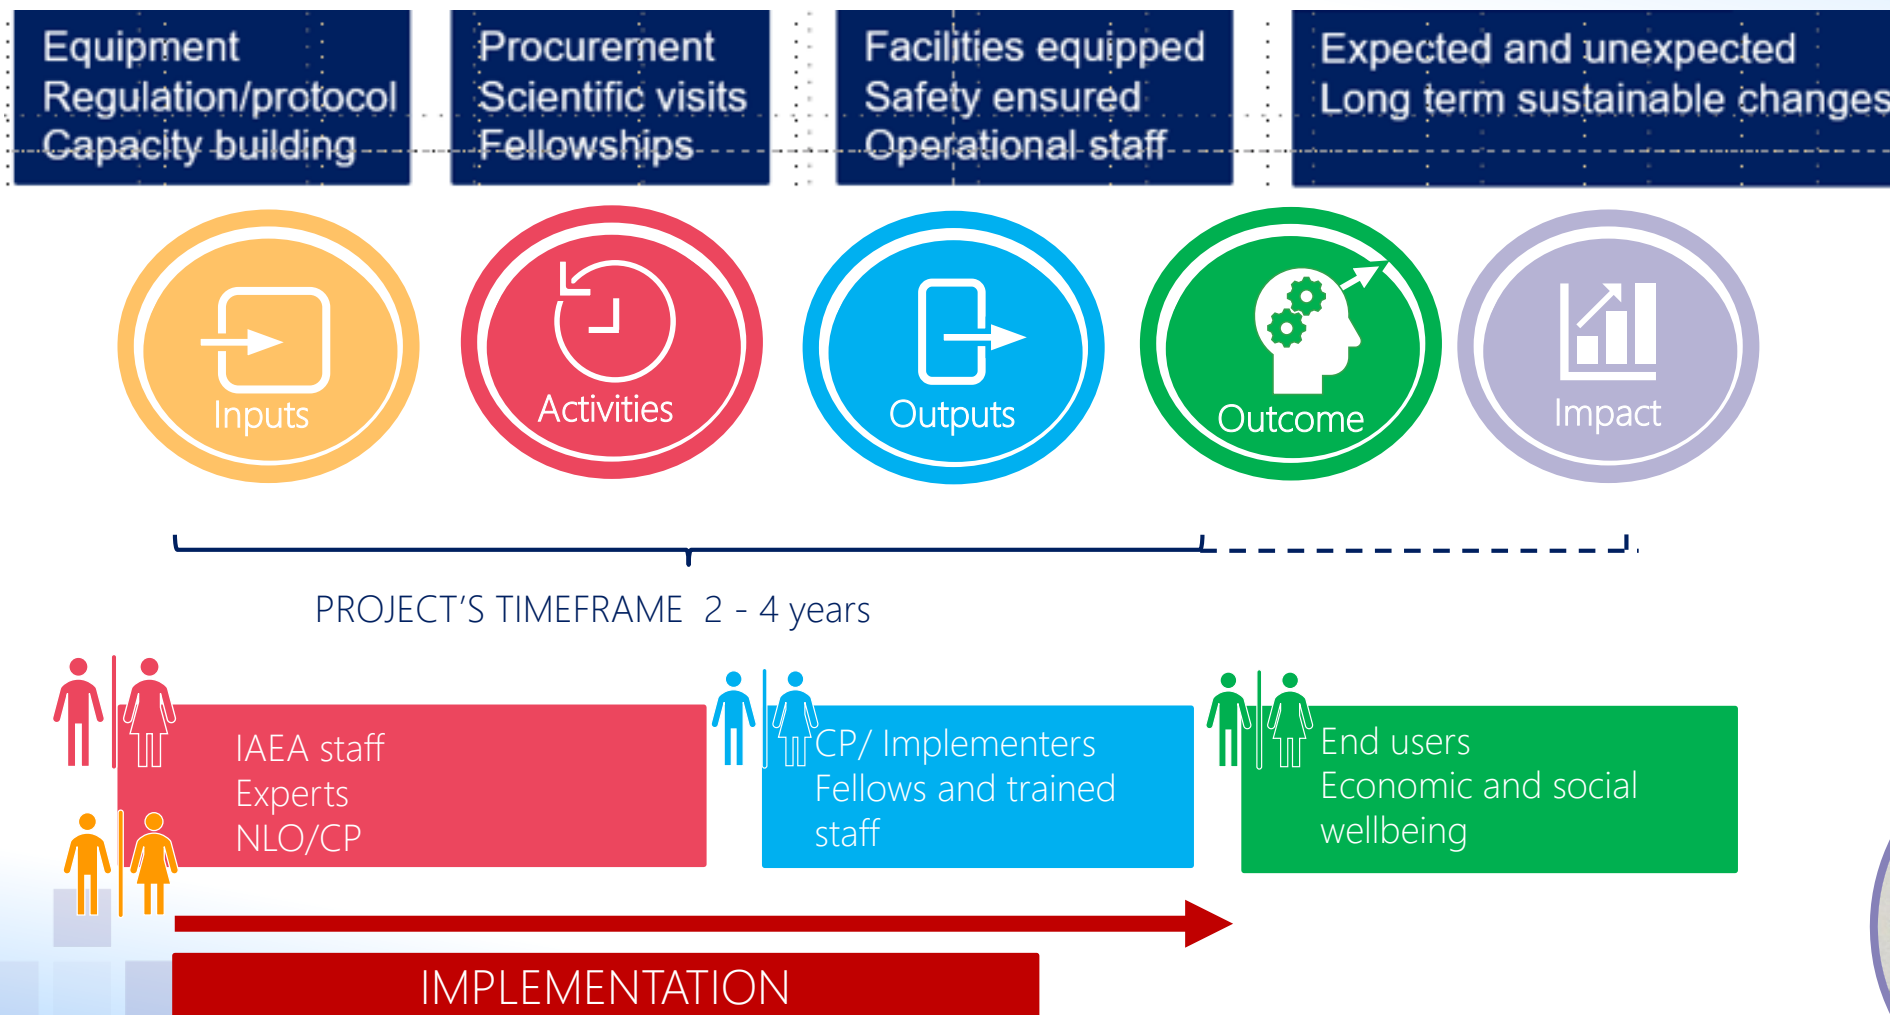 Equipment
Regulation/protocol
Capacity building
Procurement
Scientific visits
Fellowships
Facilities equipped
Safety ensured
Operational staff
Expected and unexpected
Long term sustainable changes
Inputs
Activities
Outputs
Outcome
Impact
PROJECT'S TIMEFRAME 2 - 4 years
IAEA staff
Experts
NLO/CP
CP/ Implementers
Fellows and trained
staff
End users
Economic and social
wellbeing
IMPLEMENTATION